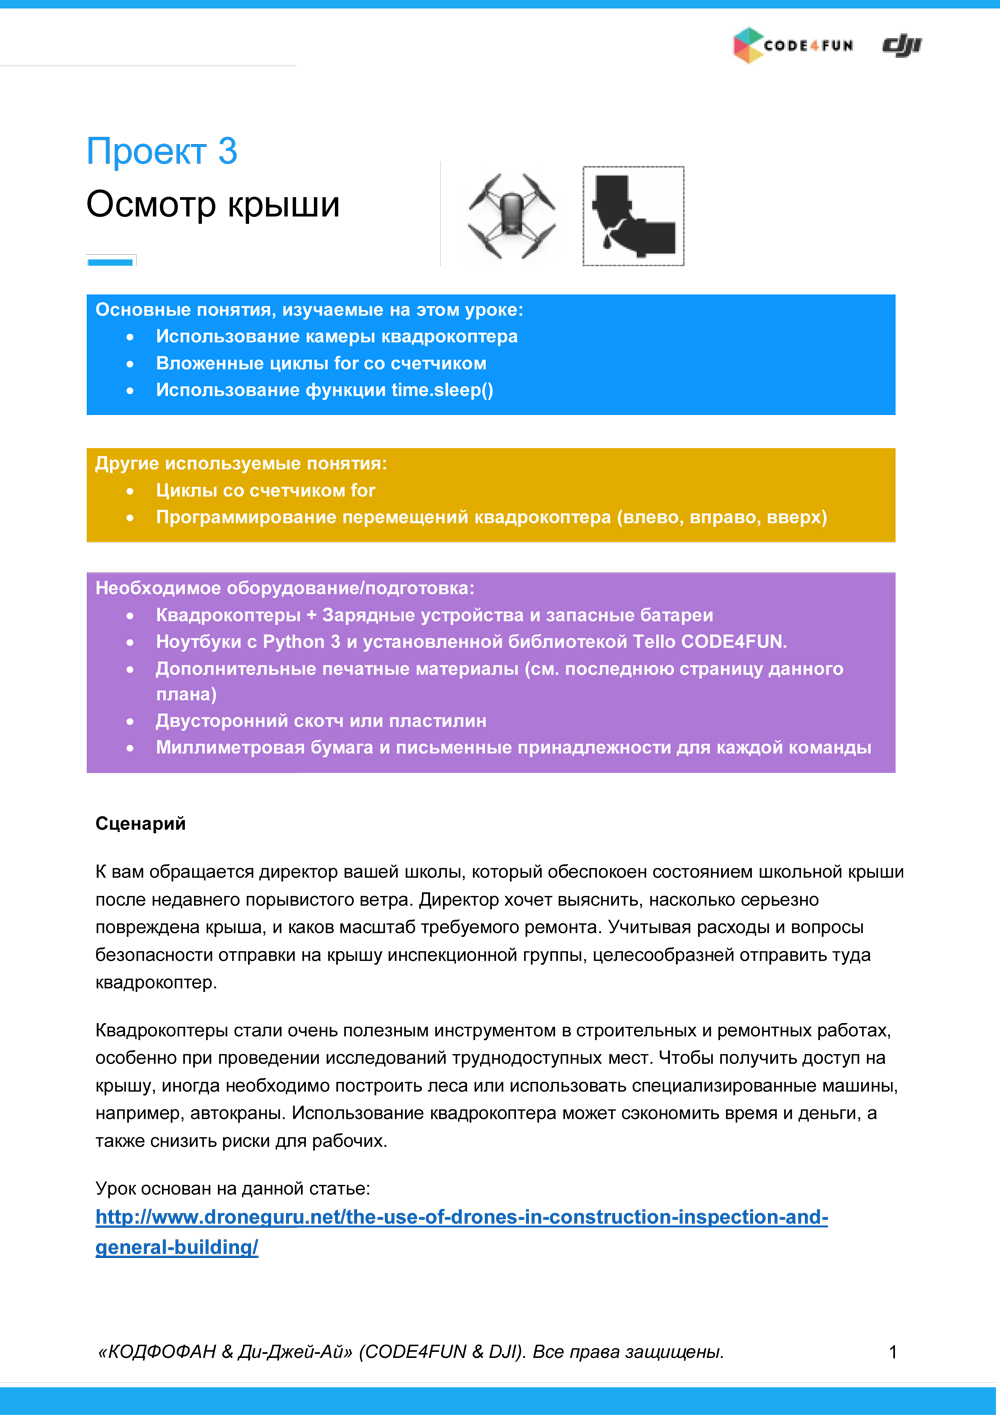 CODE4FUN dji
Проект 3
Осмотр крыши
Основные понятия, изучаемые на этом уроке:
• Использование камеры квадрокоптера
• Вложенные циклы for со счетчиком
• Использование функции time.sleep()
Другие используемые понятия:
• Циклы со счетчиком for
• Программирование перемещений квадрокоптера (влево, вправо, вверх)
Необходимое оборудование/подготовка:
• Квадрокоптеры + Зарядные устройства и запасные батареи
• Ноутбуки с Python 3 и установленной библиотекой Tello CODE4FUN.
• Дополнительные печатные материалы (см. последнюю страницу данного
плана)
• Двусторонний скотч или пластилин
• Миллиметровая бумага и письменные принадлежности для каждой команды
Сценарий
К вам обращается директор вашей школы, который обеспокоен состоянием школьной крыши
после недавнего порывистого ветра. Директор хочет выяснить, насколько серьезно
повреждена крыша, и каков масштаб требуемого ремонта. Учитывая расходы и вопросы
безопасности отправки на крышу инспекционной группы, целесообразней отправить туда
квадрокоптер.
Квадрокоптеры стали очень полезным инструментом в строительных и ремонтных работах,
особенно при проведении исследований труднодоступных мест. Чтобы получить доступ на
крышу, иногда необходимо построить леса или использовать специализированные машины,
например, автокраны. Использование квадрокоптера может сэкономить время и деньги, а
также снизить риски для рабочих.
Урок основан на данной статье:
http://www.droneguru.net/the-use-of-drones-in-construction-inspection-and-
general-building/
«КОДФОФАН & Ди-Джей-Ай» (CODE4FUN & DJI). Все права защищены. 1